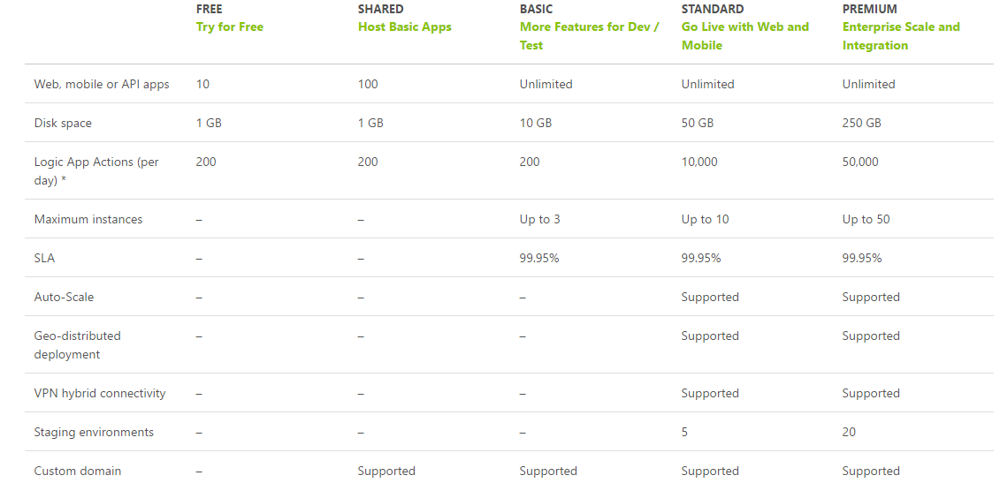 FREE SHARED BASIC STANDARD PREMIUM
Try for Free Host Basic Apps More Features for Dev / Go Live with Web and Enterprise Scale and
Test Mobile Integration
Web, mobile or API apps 10 100 Unlimited Unlimited Unlimited
Disk space 1 GB 1 GB 10 GB 50 GB 250 GB
Logic App Actions (per 200 200 200 10,000 50,000
day) *
Maximum instances – – Up to 3 Up to 10 Up to 50
SLA – – 99.95% 99.95% 99.95%
Auto-Scale – – – Supported Supported
Geo-distributed – – – Supported Supported
deployment
VPN hybrid connectivity – – – Supported Supported
Staging environments – – – 5 20
Custom domain – Supported Supported Supported Supported